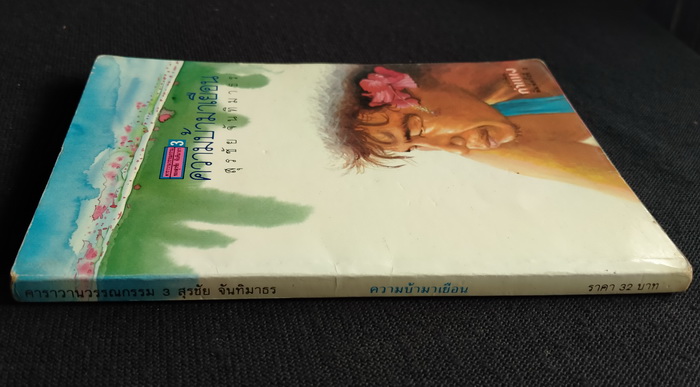 3
ความบ้ามาเยือน
สุรชัย จันทิมาธร
คาราวานวรรณกรรม 3 สุรชัย จันทิมาธร
ความบ้ามาเยือน
ราคา 32 บาท